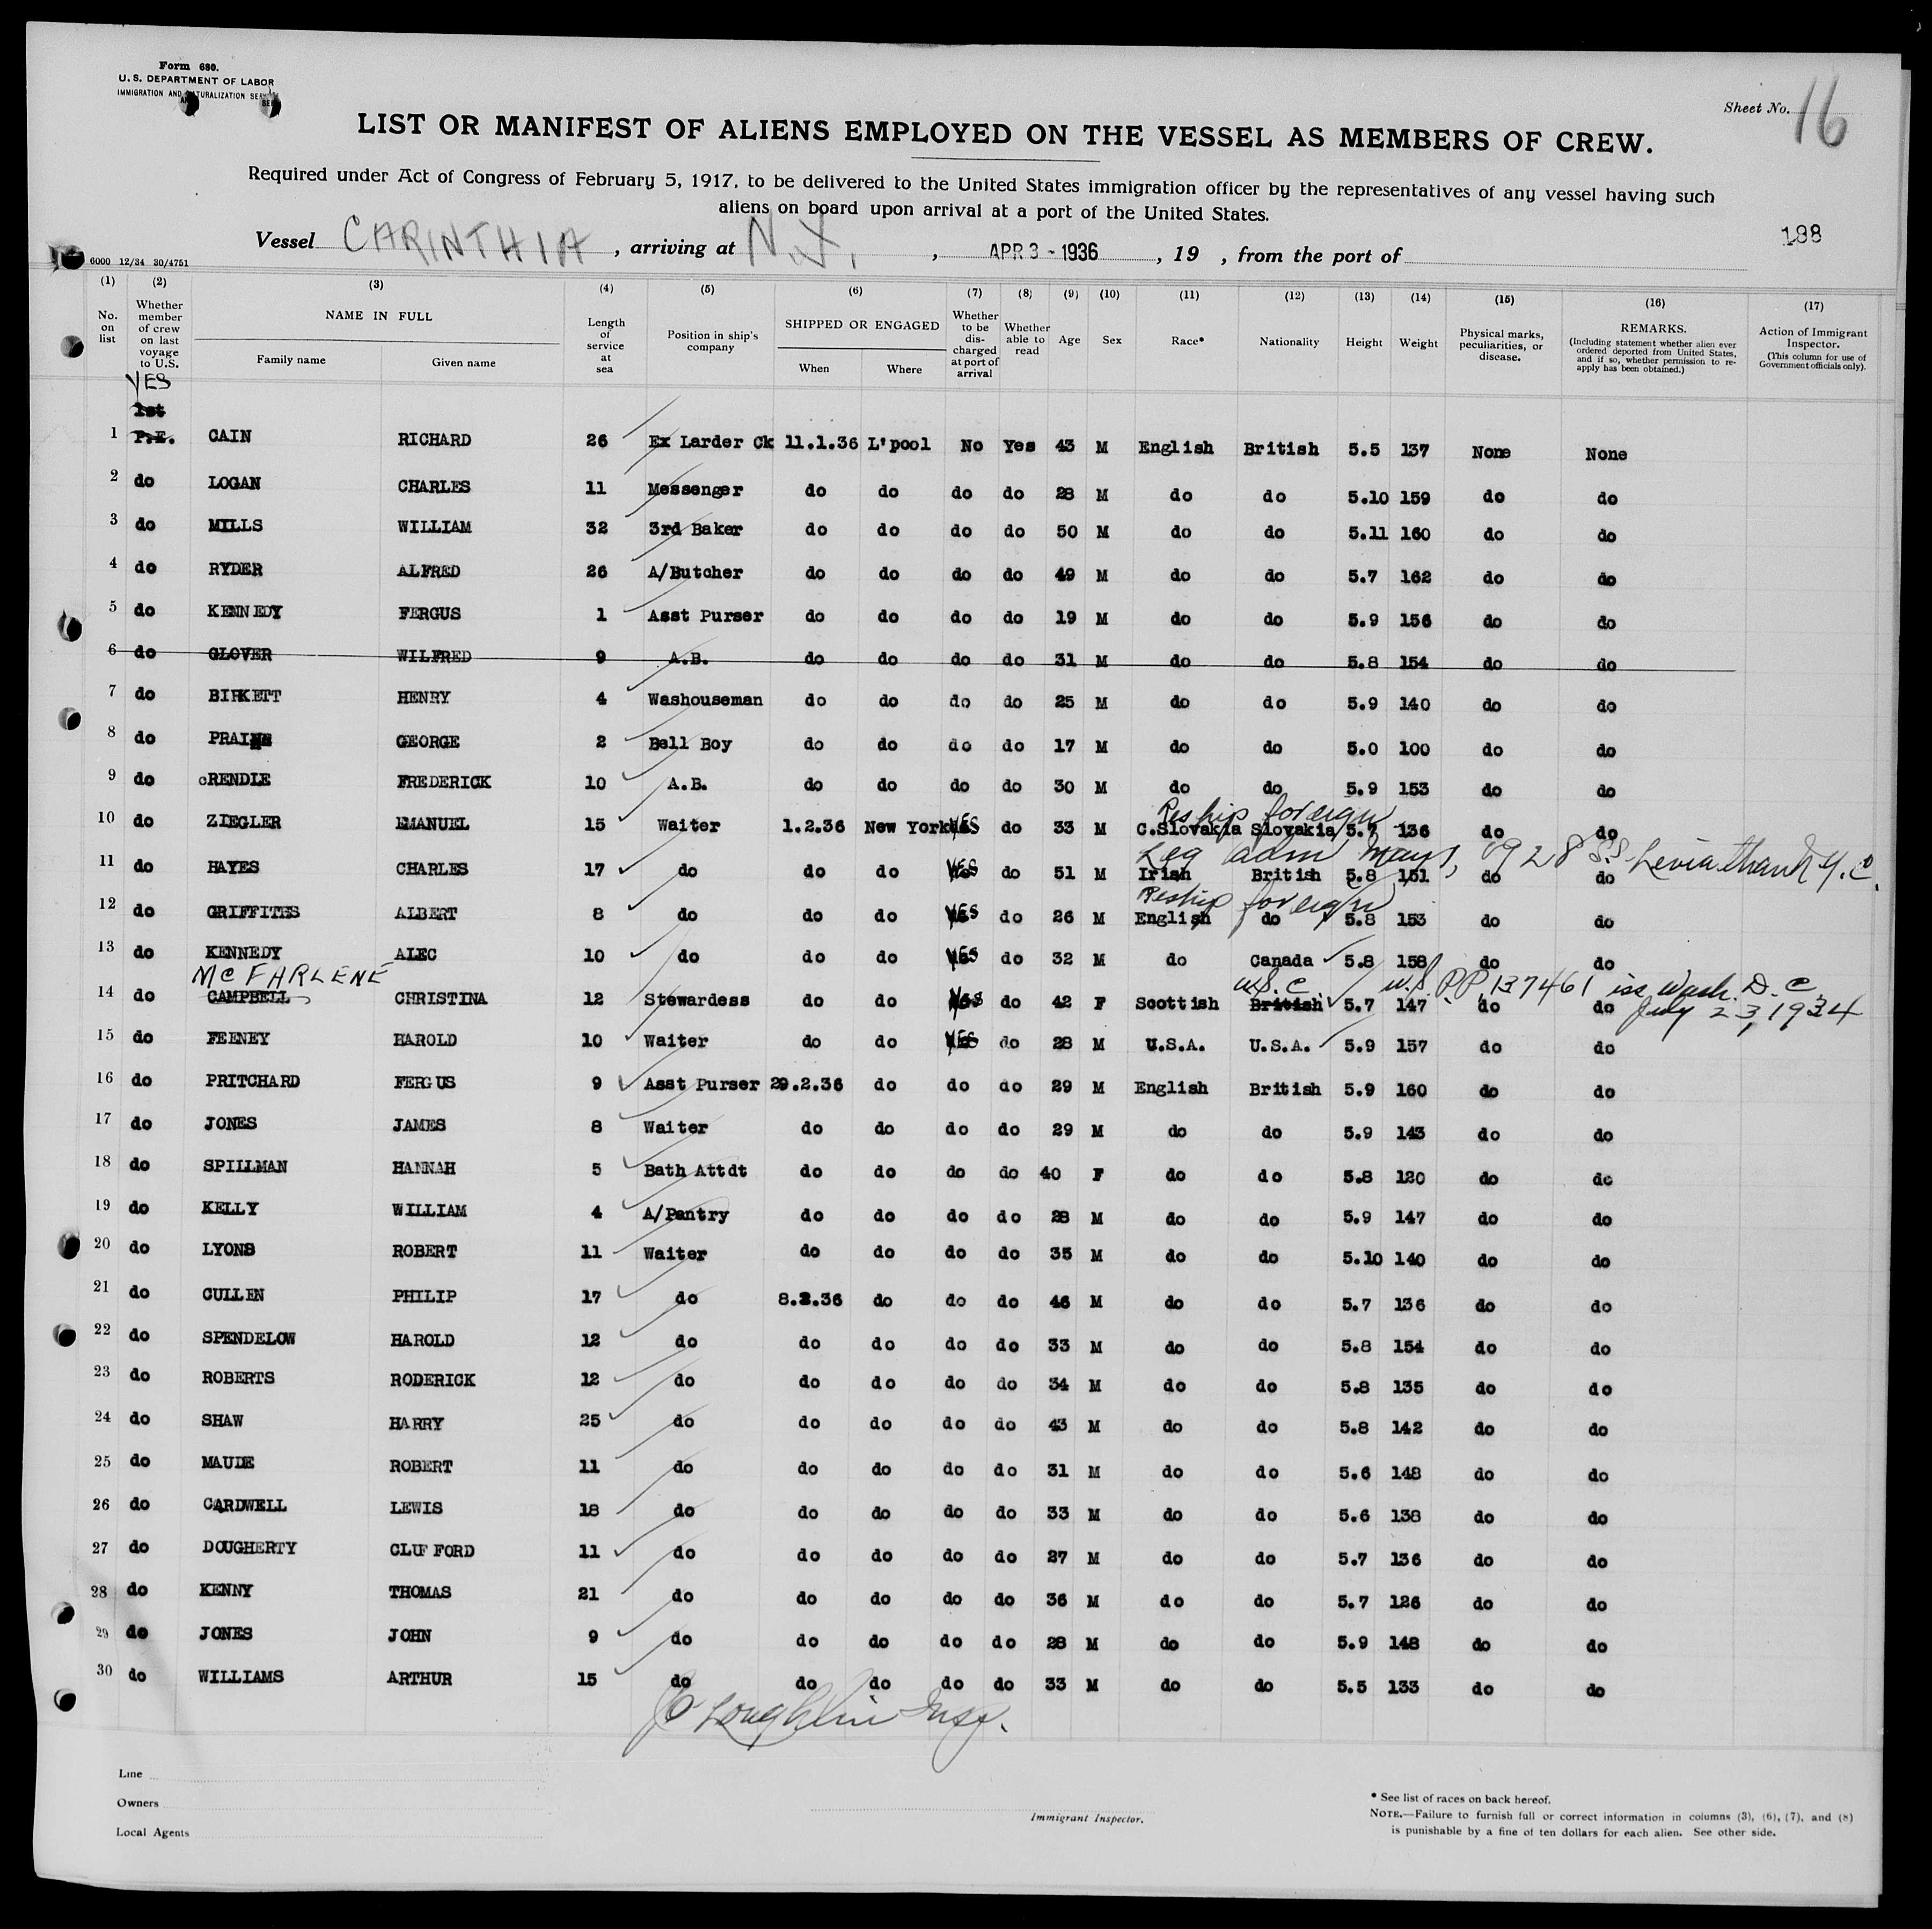 Form 680.
U. S. DEPARTMENT OF LABOR
IMMIGRATION AND NATURALIZATION SERVICE
Sheet No. 16
LIST OR MANIFEST OF ALIENS EMPLOYED ON THE VESSEL AS MEMBERS OF CREW.
Required under Act of Congress of February 5, 1917, to be delivered to the United States immigration officer by the representatives of any vessel having such
aliens on board upon arrival at a port of the United States.
198
Vessel CARINTHIA , arriving at N.Y. , APR 3 - 1936 , 19 , from the port of
6000 12/34 30/4751
(1) (2) (3) (4) (5) (6) (7) (8) (9) (10) (11) (12) (13) (14) (15) (16) (17)
No. on list Whether member of crew on last voyage to U.S. NAME IN FULL Family name Given name Length of service at sea Position in ship's company SHIPPED OR ENGAGED When Where Whether to be discharged at port of arrival Whether able to read Age Sex Race* Nationality Height Weight Physical marks, peculiarities, or disease. REMARKS. (Including statement whether alien ever ordered deported from United States, and if so, whether permission to reapply has been obtained.) Action of Immigrant Inspector. (This column for use of Government officials only).
YES
1st
1 P.E. CAIN RICHARD 26 Ex Larder Ck 11.1.36 L'pool No Yes 43 M English British 5.5 137 None None
2 do LOGAN CHARLES 11 Messenger do do do do 28 M do do 5.10 159 do do
3 do MILLS WILLIAM 32 3rd Baker do do do do 50 M do do 5.11 160 do do
4 do RYDER ALFRED 26 A/Butcher do do do do 49 M do do 5.7 162 do do
5 do KENNEDY FERGUS 1 Asst Purser do do do do 19 M do do 5.9 156 do do
6 do GLOVER WILFRED 9 A.B. do do do do 31 M do do 5.8 154 do do
7 do BIRKETT HENRY 4 Washouseman do do do do 25 M do do 5.9 140 do do
8 do GEORGE 2 Bell Boy do do do do 17 M do do 5.0 100 do do
9 do CRENDLE FREDERICK 10 A.B. do do do do 30 M do do 5.9 153 do do
Reship foreign
10 do ZIEGLER EMANUEL 15 Waiter 1.2.36 New York YES do 33 M C.Slovakia Slovakia 5.7 136 do do
Leg adm 1928 S.S. Leviathan N.Y.C.
11 do HAYES CHARLES 17 do do do YES do 51 M Irish British 5.8 151 do do
Reship foreign
12 do GRIFFITES ALBERT 8 do do do YES do 26 M English do 5.8 153 do do
13 do KENNEDY ALEC 10 do do do YES do 32 M do Canada 5.8 158 do do
McFARLENE U.S.C. U.S. P.P. 137461 iss Wash. D.C.
14 do CAMPBELL CHRISTINA 12 Stewardess do do Yes do 42 F Scottish British 5.7 147 do do July 23, 1934
15 do FEENEY HAROLD 10 Waiter do do YES do 28 M U.S.A. U.S.A. 5.9 157 do do
16 do PRITCHARD FERGUS 9 Asst Purser 29.2.36 do do do 29 M English British 5.9 160 do do
17 do JONES JAMES 8 Waiter do do do do 29 M do do 5.9 143 do do
18 do SPILLMAN HANNAH 5 Bath Attdt do do do do 40 F do do 5.8 120 do do
19 do KELLY WILLIAM 4 A/Pantry do do do do 28 M do do 5.9 147 do do
20 do LYONS ROBERT 11 Waiter do do do do 35 M do do 5.10 140 do do
21 do CULLEN PHILIP 17 do 8.2.36 do do do 46 M do do 5.7 136 do do
22 do SPENDELOW HAROLD 12 do do do do do 33 M do do 5.8 154 do do
23 do ROBERTS RODERICK 12 do do do do do 34 M do do 5.8 135 do do
24 do SHAW HARRY 25 do do do do do 43 M do do 5.8 142 do do
25 do MAUDE ROBERT 11 do do do do do 31 M do do 5.6 148 do do
26 do CARDWELL LEWIS 18 do do do do do 33 M do do 5.6 138 do do
27 do DOUGHERTY CLUFFORD 11 do do do do do 27 M do do 5.7 136 do do
28 do KENNY THOMAS 21 do do do do do 36 M do do 5.7 126 do do
29 do JONES JOHN 9 do do do do do 28 M do do 5.9 148 do do
30 do WILLIAMS ARTHUR 15 do do do do do 33 M do do 5.5 133 do do
Loughlin Insp.
Line
Owners
Local Agents
Immigrant Inspector.
* See list of races on back hereof.
NOTE.—Failure to furnish full or correct information in columns (3), (6), (7), and (8)
is punishable by a fine of ten dollars for each alien. See other side.